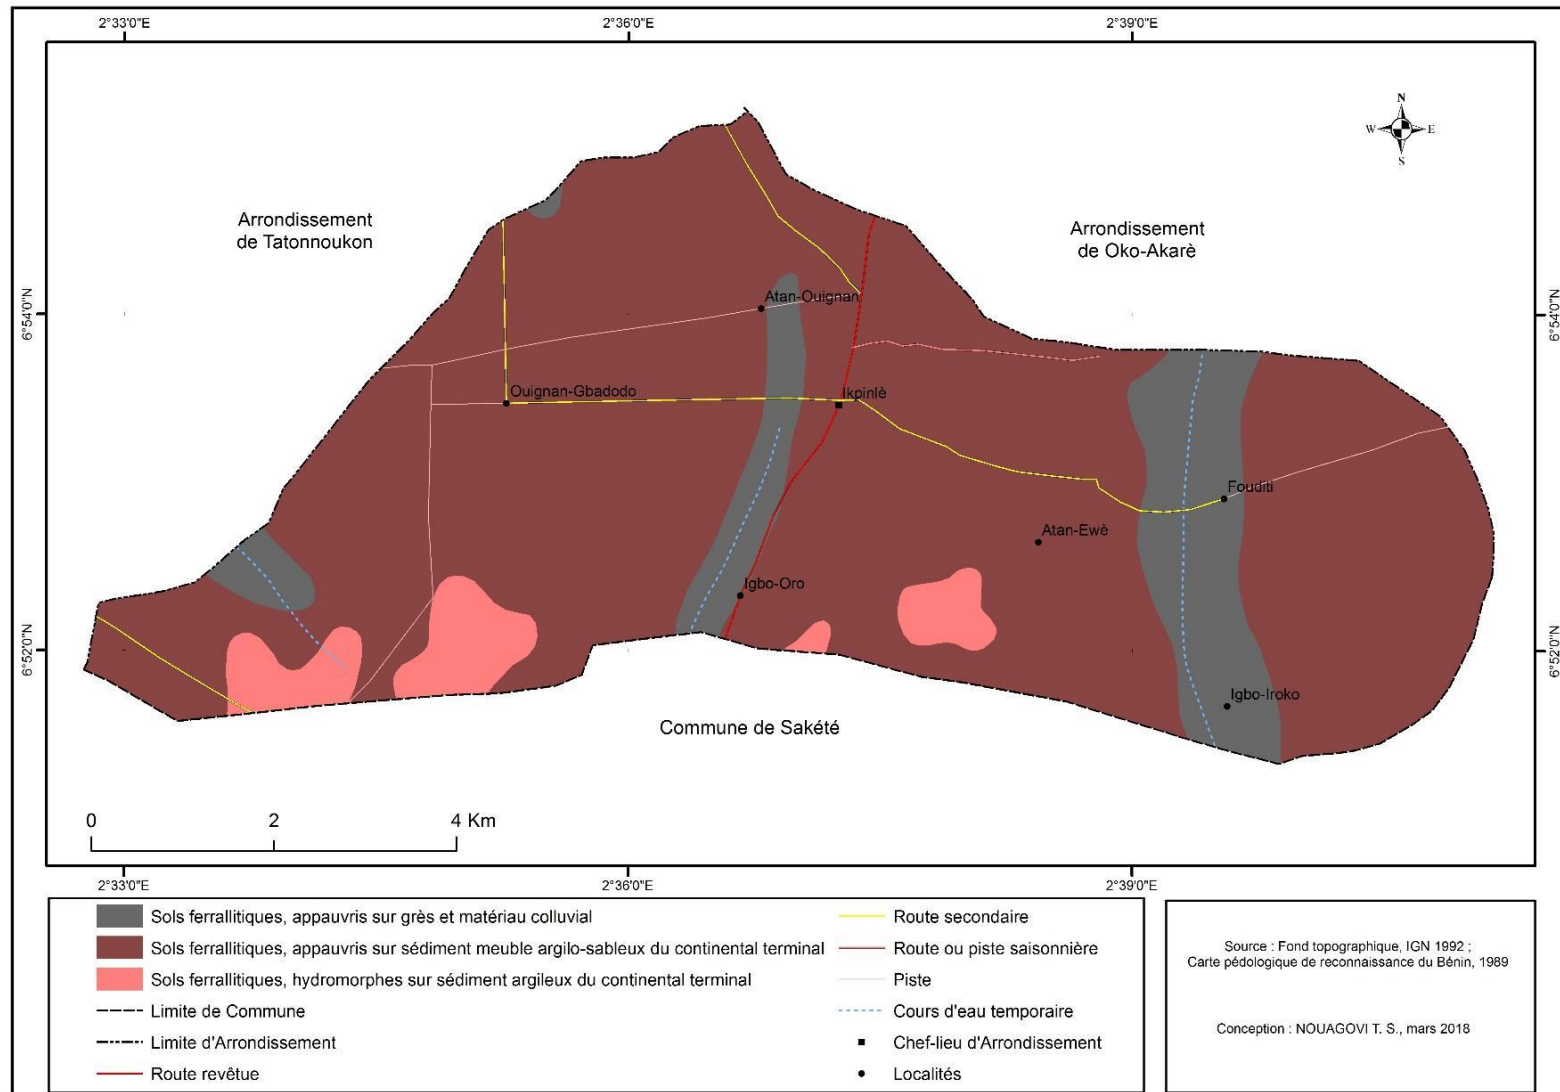 2°33'0"E
2°36'0"E
2°39'0"E
N
W
E
S
Arrondissement
de Tatonnoukon
Arrondissement
de Oko-Akarè
6°54'0"N
6°54'0"N
Atan-Ouignan
Ouignan-Gbadodo
Ikpinlè
Fouditi
Atan-Ewè
Igbo-Oro
6°52'0"N
6°52'0"N
Igbo-Iroko
Commune de Sakété
0 2 4 Km
2°33'0"E
2°36'0"E
2°39'0"E
Sols ferrallitiques, appauvris sur grès et matériau colluvial
Sols ferrallitiques, appauvris sur sédiment meuble argilo-sableux du continental terminal
Sols ferrallitiques, hydromorphes sur sédiment argileux du continental terminal
Limite de Commune
Limite d'Arrondissement
Route revêtue
Route secondaire
Route ou piste saisonnière
Piste
Cours d'eau temporaire
Chef-lieu d'Arrondissement
Localités
Source : Fond topographique, IGN 1992 ;
Carte pédologique de reconnaissance du Bénin, 1989
Conception : NOUAGOVI T. S., mars 2018